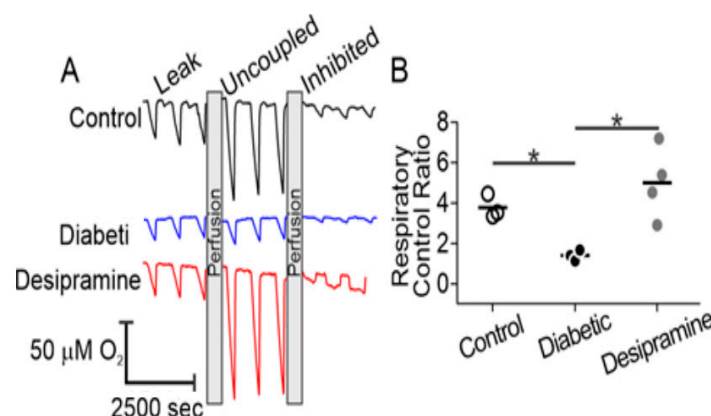 A
Leak
Uncoupled
Inhibited
Control
Diabeti
Desipramine
Perfusion
Perfusion
50 μM O2
2500 sec
B
Respiratory
Control Ratio
8
6
4
2
0
*
*
Control
Diabetic
Desipramine